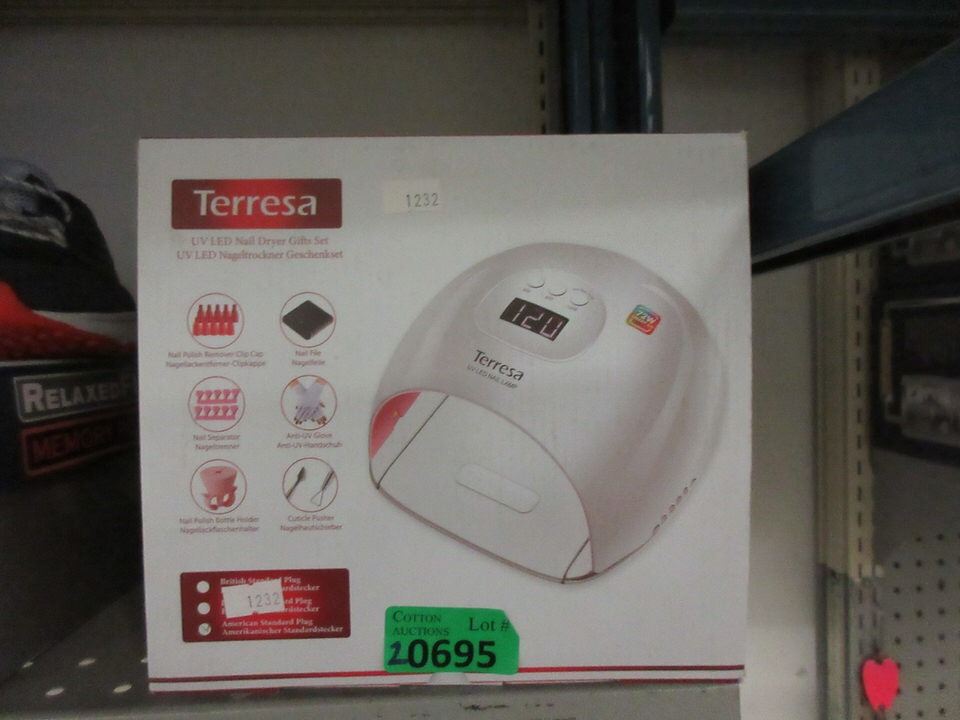 Terresa
1232
UV LED Nail Dryer Gifts Set
UV LED Nageltrockner Geschenkset
Nail Polish Remover Clip Cap
Nagellackentferner-Clipkappe
Nail File
Nagelfeile
Nail Separator
Nageltrenner
Anti-UV Glove
Anti-UV-Handschuh
Nail Polish Bottle Holder
Nagellackflaschenhalter
Cuticle Pusher
Nagelhautschieber
120
72W
Terresa
UV LED NAIL LAMP
British Standard Plug
1232
Plug
American Standard Plug
Amerikanischer Standardstecker
COTTON
AUCTIONS
Lot #
20695
RELAXED
MEMORY